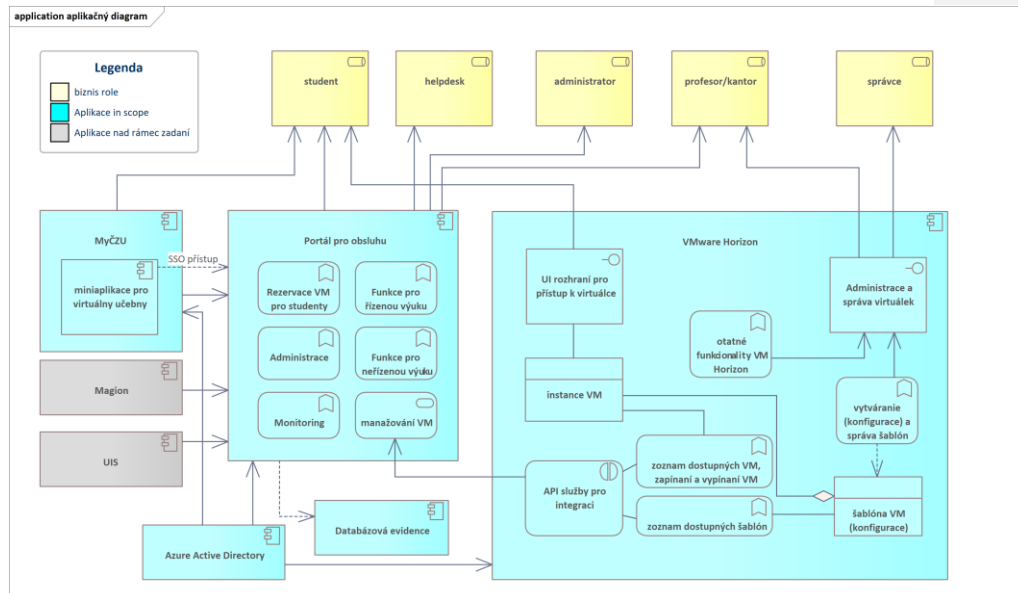 application aplikačný diagram
Legenda
biznis role
Aplikace in scope
Aplikace nad rámec zadaní
student
helpdesk
administrator
profesor/kantor
správce
MyČZU
miniaplikace pro
virtuálny učebny
SSO přístup
Magion
UIS
Azure Active Directory
Portál pro obsluhu
Rezervace VM
pro studenty
Funkce pro
řízenou výuku
Administrace
Funkce pro
neřízenou výuku
Monitoring
manažování VM
Databázová evidence
VMware Horizon
UI rozhraní pro
přístup k virtuálce
Administrace a
správa virtuálek
otatné
funkcionality VM
Horizon
instance VM
vytváranie
(konfigurace) a
správa šablón
API služby pro
integraci
zoznam dostupných VM,
zapínaní a vypínaní VM
zoznam dostupných šablón
šablóna VM
(konfigurace)